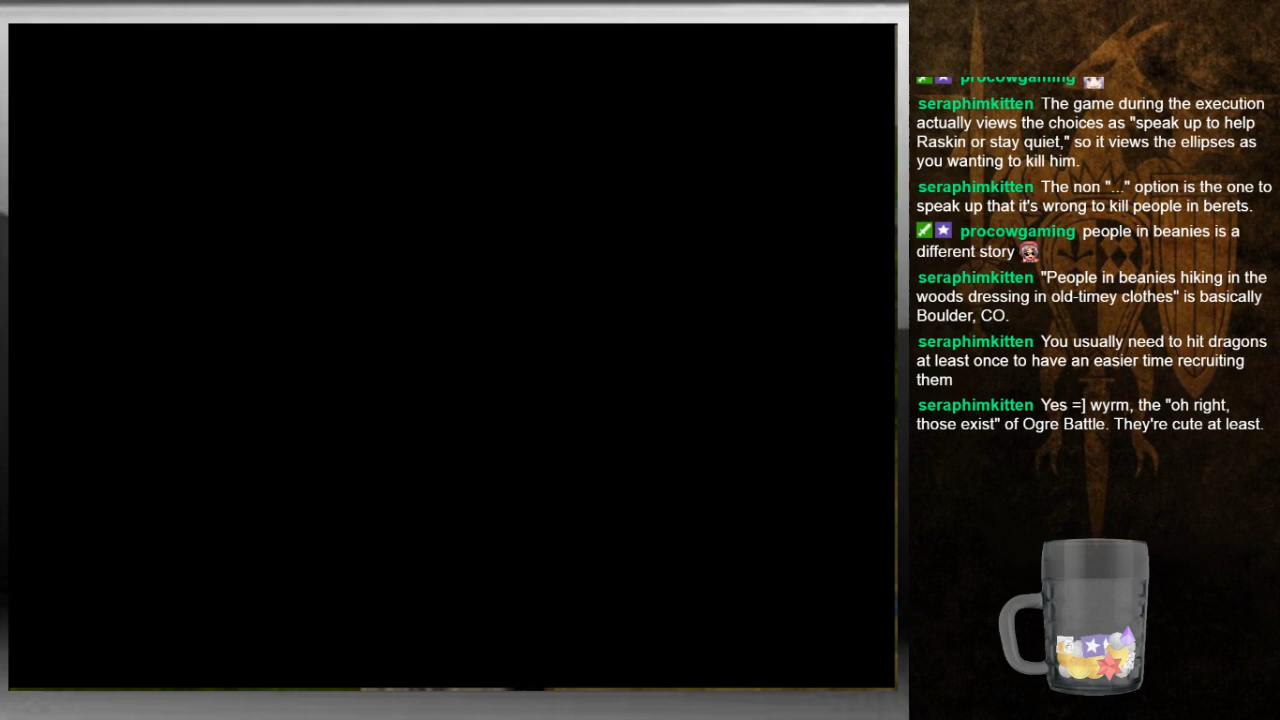 procowgaming
seraphimkitten The game during the execution
actually views the choices as "speak up to help
Raskin or stay quiet," so it views the ellipses as
you wanting to kill him.
seraphimkitten The non "..." option is the one to
speak up that it's wrong to kill people in berets.
procowgaming people in beanies is a
different story
seraphimkitten "People in beanies hiking in the
woods dressing in old-timey clothes" is basically
Boulder, CO.
seraphimkitten You usually need to hit dragons
at least once to have an easier time recruiting
them
seraphimkitten Yes =] wyrm, the "oh right,
those exist" of Ogre Battle. They're cute at least.